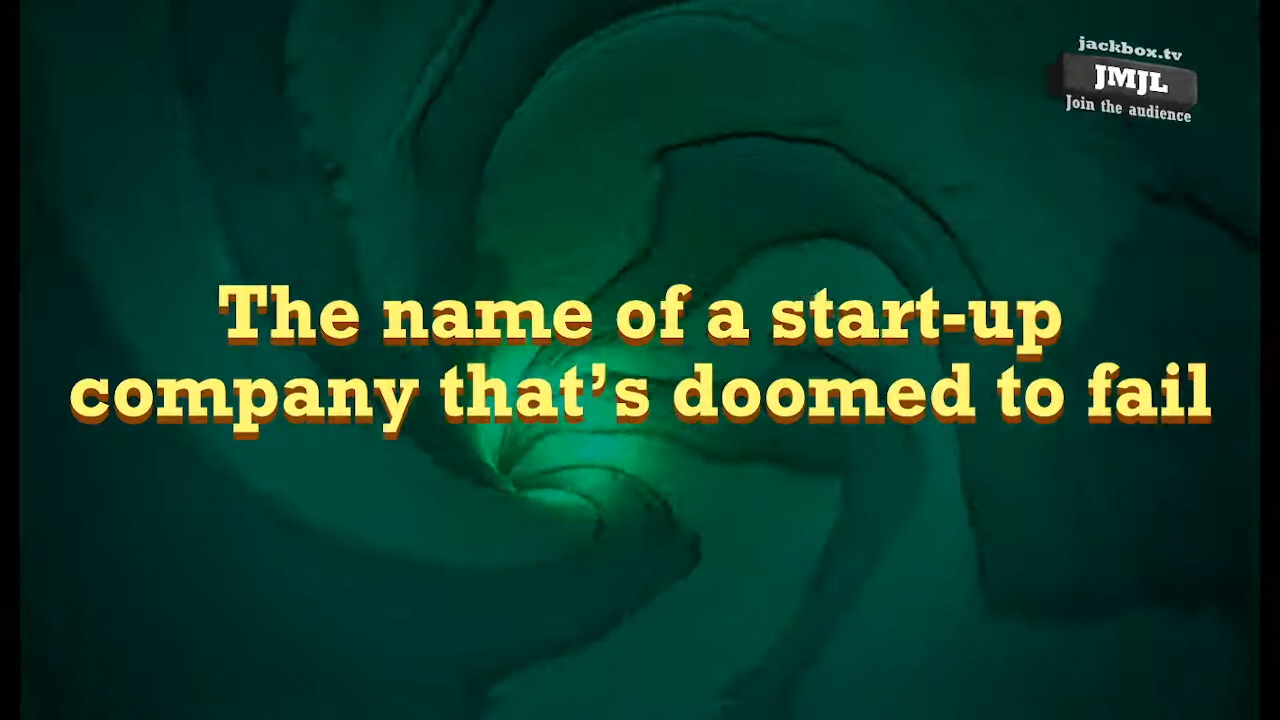 jackbox.tv
JMJL
Join the audience
The name of a start-up
company that's doomed to fail